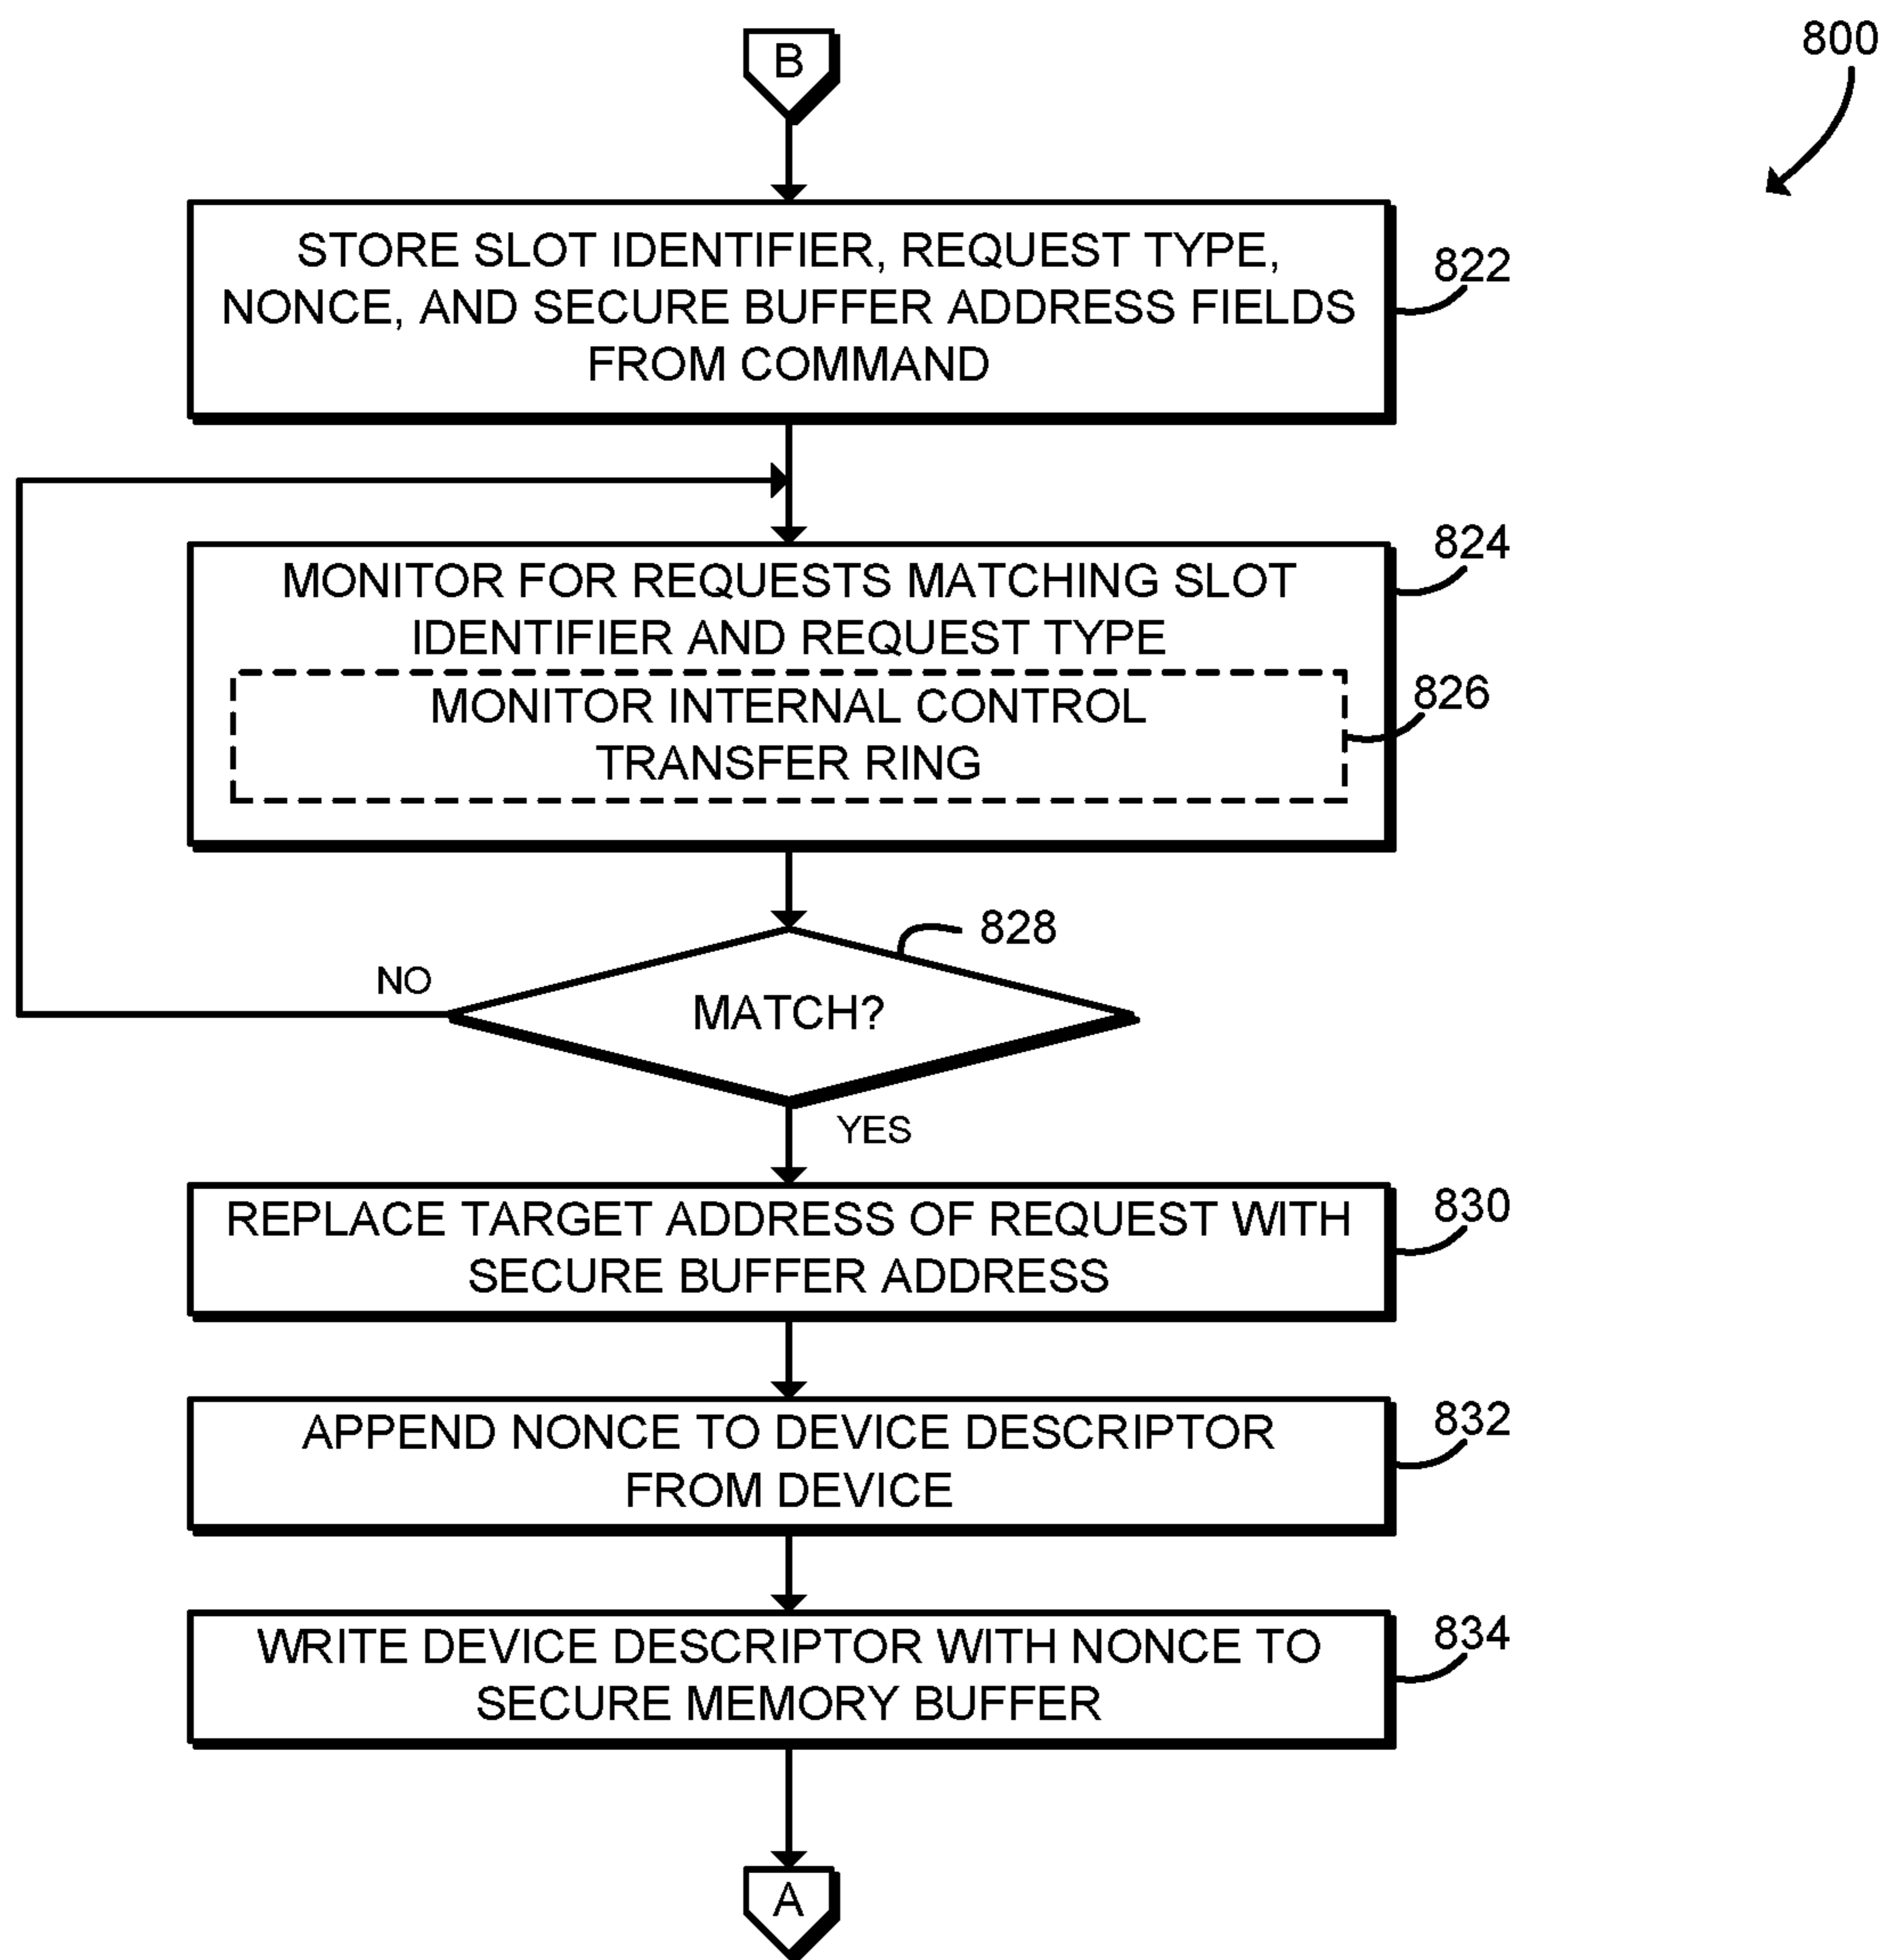 B
800
STORE SLOT IDENTIFIER, REQUEST TYPE,
NONCE, AND SECURE BUFFER ADDRESS FIELDS
FROM COMMAND
822
MONITOR FOR REQUESTS MATCHING SLOT
IDENTIFIER AND REQUEST TYPE
824
MONITOR INTERNAL CONTROL
TRANSFER RING
826
828
NO
MATCH?
YES
REPLACE TARGET ADDRESS OF REQUEST WITH
SECURE BUFFER ADDRESS
830
APPEND NONCE TO DEVICE DESCRIPTOR
FROM DEVICE
832
WRITE DEVICE DESCRIPTOR WITH NONCE TO
SECURE MEMORY BUFFER
834
A